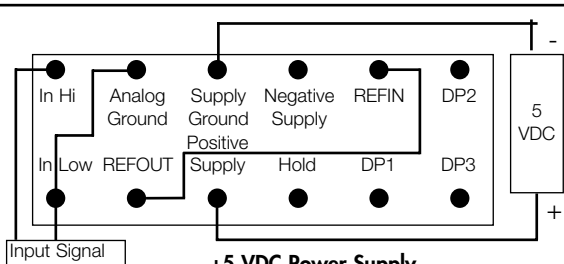 In Hi Analog Ground Supply Ground Negative Supply REFIN DP2
In Low REFOUT Positive Supply Hold DP1 DP3
5 VDC
-
+
Input Signal
+5 VDC Power Supply